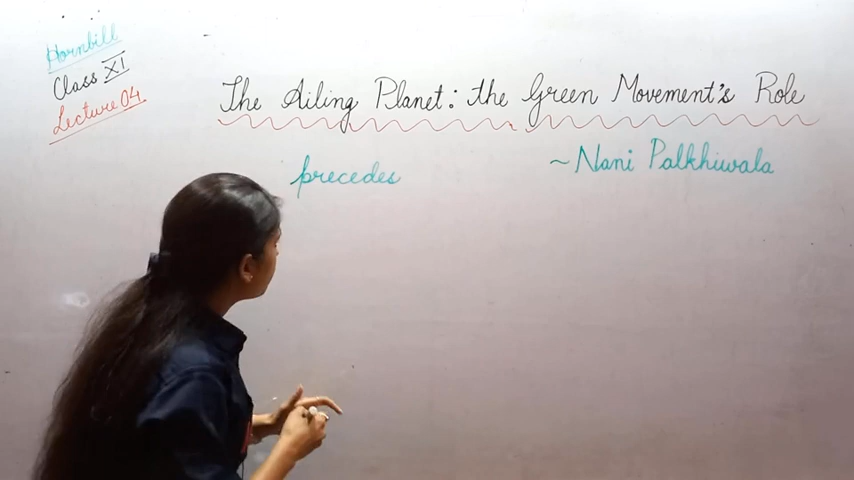 Hornbill
Class XI
Lecture 04
The Ailing Planet: the Green Movement's Role
~ Nani Palkhiwala
precedes